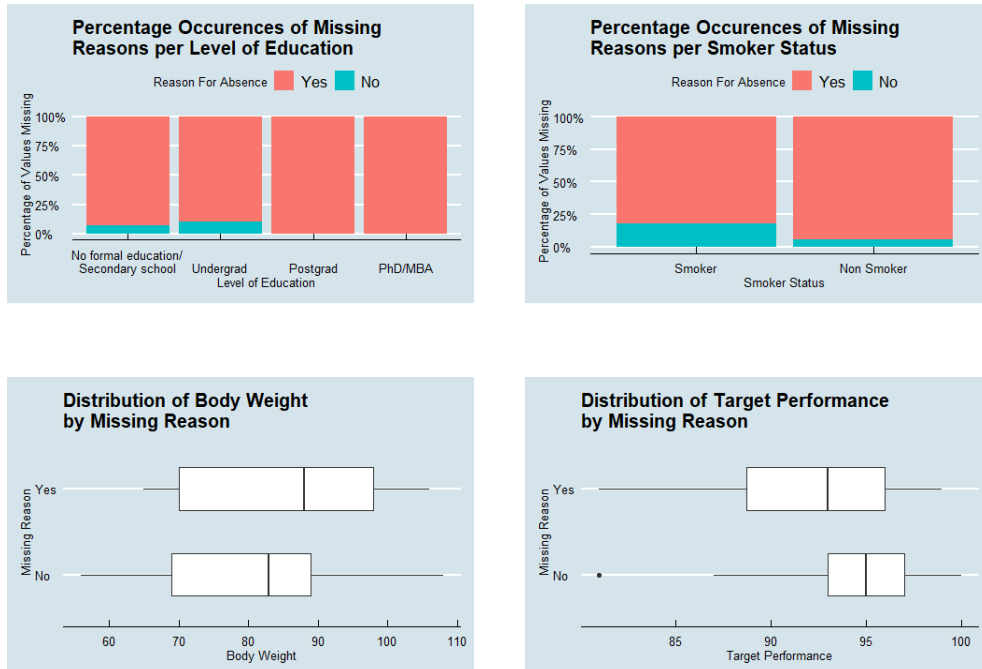 Percentage Occurences of Missing
Reasons per Level of Education
Reason For Absence Yes No
Percentage of Values Missing
100%
75%
50%
25%
0%
No formal education/
Secondary school Undergrad Postgrad PhD/MBA
Level of Education
Percentage Occurences of Missing
Reasons per Smoker Status
Reason For Absence Yes No
Percentage of Values Missing
100%
75%
50%
25%
0%
Smoker Non Smoker
Smoker Status
Distribution of Body Weight
by Missing Reason
Missing Reason
Yes
No
60 70 80 90 100 110
Body Weight
Distribution of Target Performance
by Missing Reason
Missing Reason
Yes
No
85 90 95 100
Target Performance